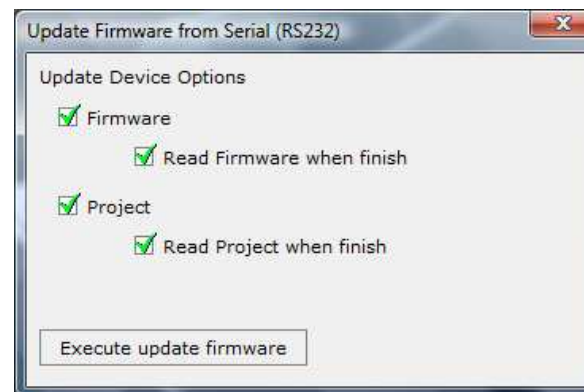 Update Firmware from Serial (RS232)
Update Device Options
Firmware
Read Firmware when finish
Project
Read Project when finish
Execute update firmware